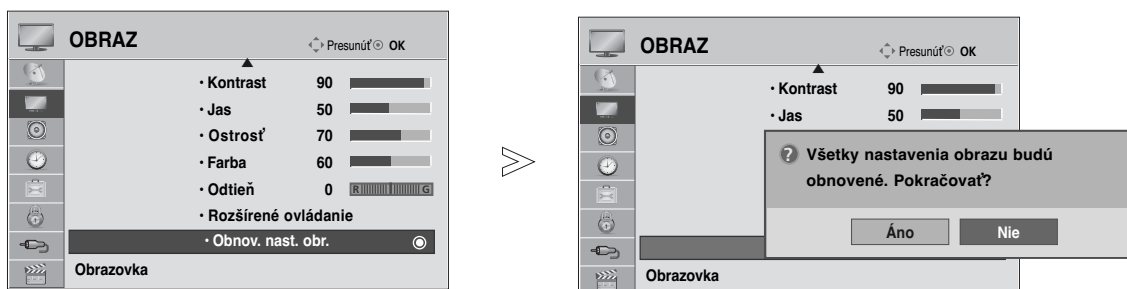 OBRAZ
Presunúť OK
• Kontrast 90
• Jas 50
• Ostrosť 70
• Farba 60
• Odtieň 0 R G
• Rozšírené ovládanie
• Obnov. nast. obr.
Obrazovka
OBRAZ
Presunúť OK
• Kontrast 90
• Jas 50
? Všetky nastavenia obrazu budú
obnovené. Pokračovať?
Áno Nie
Obrazovka